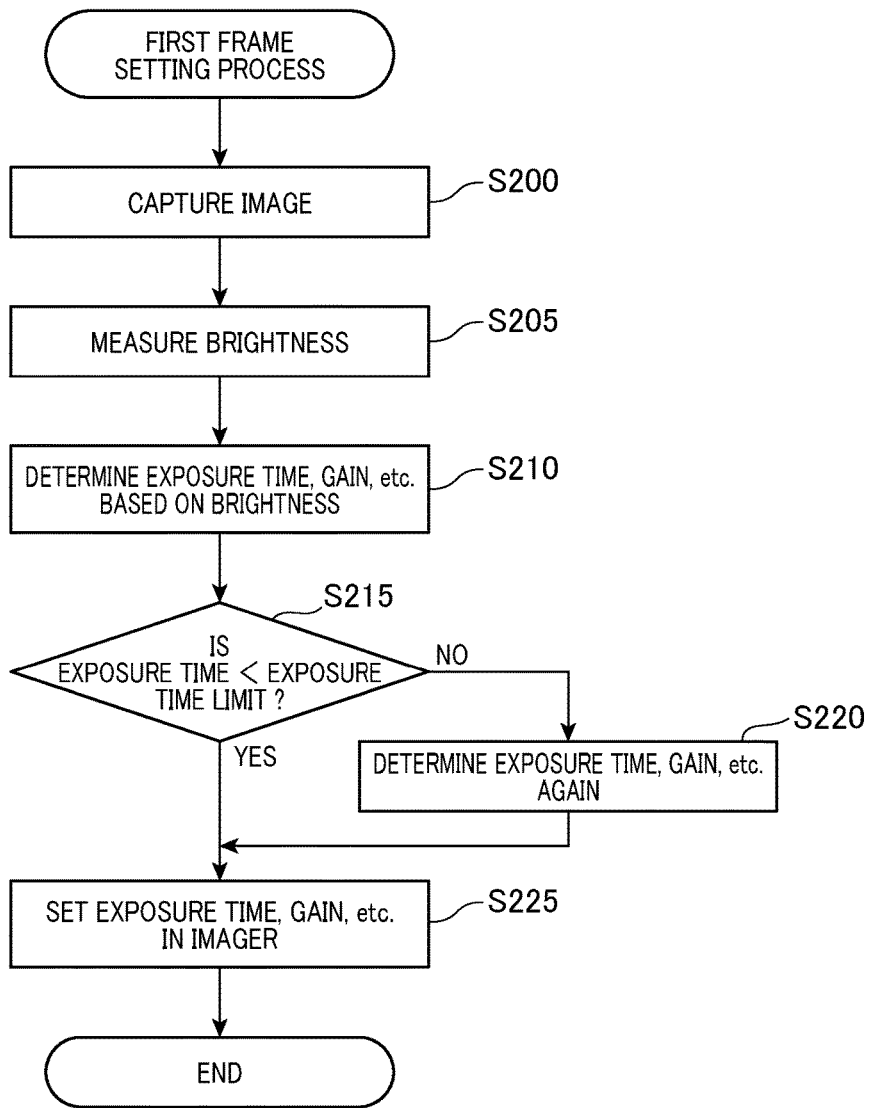 FIRST FRAME
SETTING PROCESS
CAPTURE IMAGE
S200
MEASURE BRIGHTNESS
S205
DETERMINE EXPOSURE TIME, GAIN, etc.
BASED ON BRIGHTNESS
S210
S215
IS
EXPOSURE TIME < EXPOSURE
TIME LIMIT ?
NO
YES
S220
DETERMINE EXPOSURE TIME, GAIN, etc.
AGAIN
SET EXPOSURE TIME, GAIN, etc.
IN IMAGER
S225
END